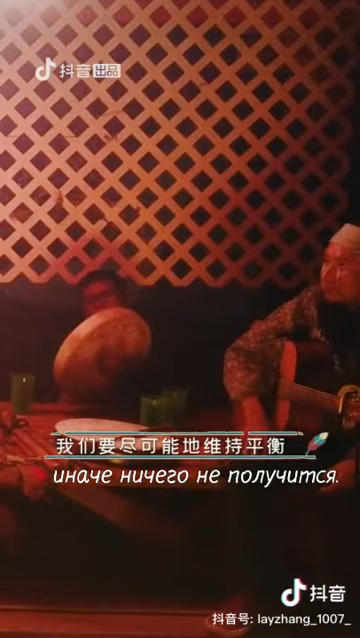 抖音出品
我们要尽可能地维持平衡
иначе ничего не получится.
抖音
抖音号: layzhang_1007_